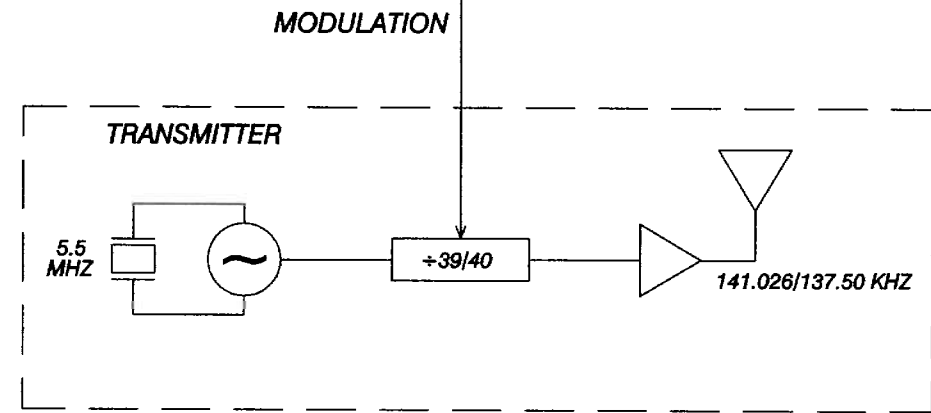 MODULATION
TRANSMITTER
5.5
MHZ
~
÷39/40
141.026/137.50 KHZ